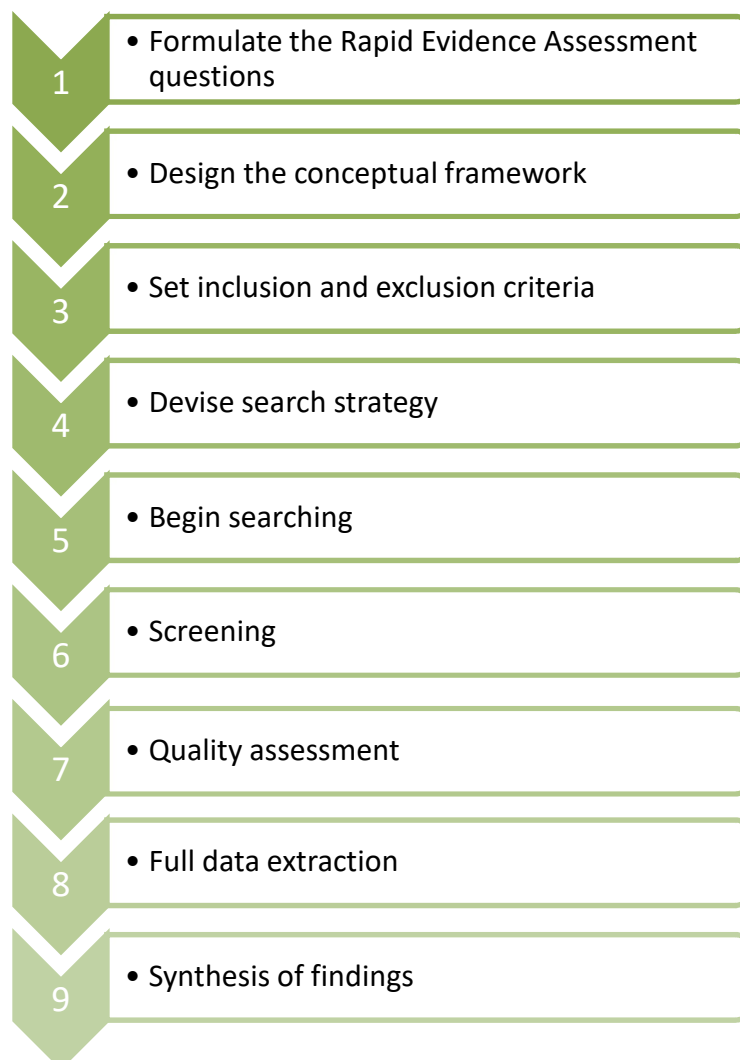 1
• Formulate the Rapid Evidence Assessment
questions
2
• Design the conceptual framework
3
• Set inclusion and exclusion criteria
4
• Devise search strategy
5
• Begin searching
6
• Screening
7
• Quality assessment
8
• Full data extraction
9
• Synthesis of findings